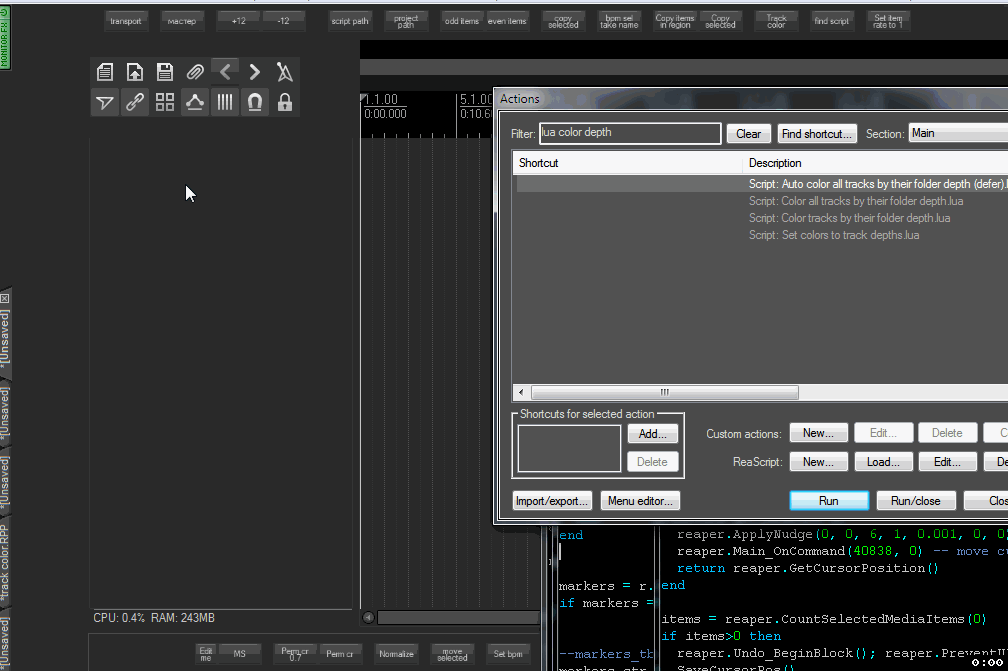 transport
мастер
+12
-12
script path
project
path
odd items
even items
copy
selected
bpm sel
take name
Copy items
in region
Copy
selected
Track
color
find script
Set item
rate to 1
MONITOR FX
1.1.00
0:00.000
5.1.00
0:10.6
Actions
Filter:
lua color depth
Clear
Find shortcut...
Section:
Main
Shortcut
Description
Script: Auto color all tracks by their folder depth (defer).l
Script: Color all tracks by their folder depth.lua
Script: Color tracks by their folder depth.lua
Script: Set colors to track depths.lua
Shortcuts for selected action
Add...
Delete
Custom actions:
New...
Edit...
Delete
C
ReaScript:
New...
Load...
Edit...
De
Import/export...
Menu editor...
Run
Run/close
Clos
*[Unsaved]
*[Unsaved]
*[Unsaved]
*track color.RPP
*[Unsaved]
end
markers = r.
if markers =
reaper.ApplyNudge(0, 0, 6, 1, 0.001, 0, 0)
reaper.Main_OnCommand(40838, 0) -- move cu
return reaper.GetCursorPosition()
end
items = reaper.CountSelectedMediaItems(0)
if items>0 then
--markers_th
reaper.Undo_BeginBlock(); reaper.PreventU
markers_str
SaveCursorPos()
CPU: 0.4% RAM: 243MB
Edit
me
MS
Perm cr
0.7
Perm cr
Normalize
move
selected
Set bpm
0:00